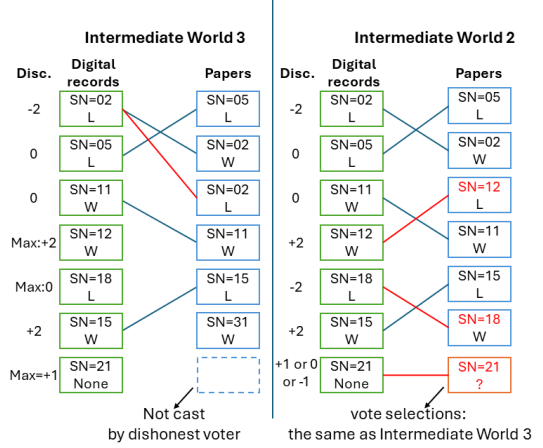 Intermediate World 3
Disc.
Digital
records
Papers
-2
SN=02
L
SN=05
L
0
SN=05
L
SN=02
W
0
SN=11
W
SN=02
L
Max:+2
SN=12
W
SN=11
W
Max:0
SN=18
L
SN=15
L
+2
SN=15
W
SN=31
W
Max=+1
SN=21
None
Not cast
by dishonest voter
Intermediate World 2
Disc.
Digital
records
Papers
-2
SN=02
L
SN=05
L
0
SN=05
L
SN=02
W
0
SN=11
W
SN=12
L
+2
SN=12
W
SN=11
W
-2
SN=18
L
SN=15
L
+2
SN=15
W
SN=18
W
+1 or 0
or -1
SN=21
None
SN=21
?
vote selections:
the same as Intermediate World 3